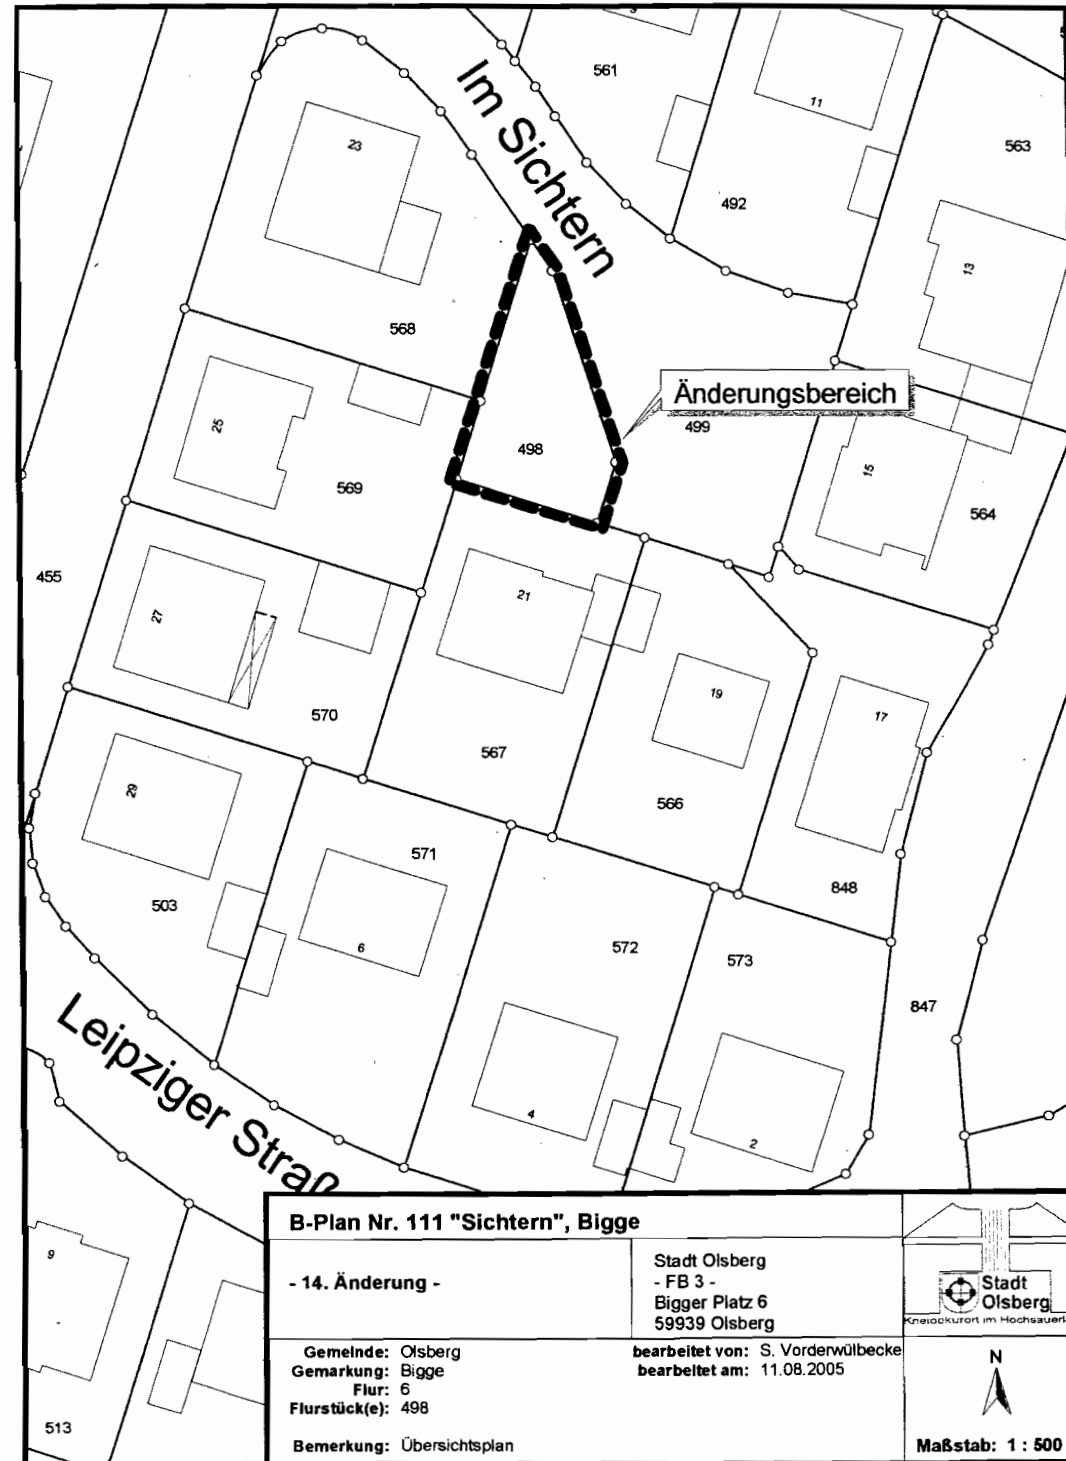 561
11
563
23
Im Sichtern
492
13
568
Änderungsbereich
499
25
498
15
569
564
455
21
27
19
17
570
567
29
566
571
848
503
6
572
573
847
Leipziger Straß
4
2
9
513
B-Plan Nr. 111 "Sichtern", Bigge
- 14. Änderung -
Stadt Olsberg
- FB 3 -
Bigger Platz 6
59939 Olsberg
Stadt
Olsberg
Kneippkurort im Hochsauerl
Gemeinde: Olsberg
Gemarkung: Bigge
Flur: 6
Flurstück(e): 498
Bemerkung: Übersichtsplan
bearbeitet von: S. Vorderwülbecke
bearbeitet am: 11.08.2005
N
Maßstab: 1 : 500